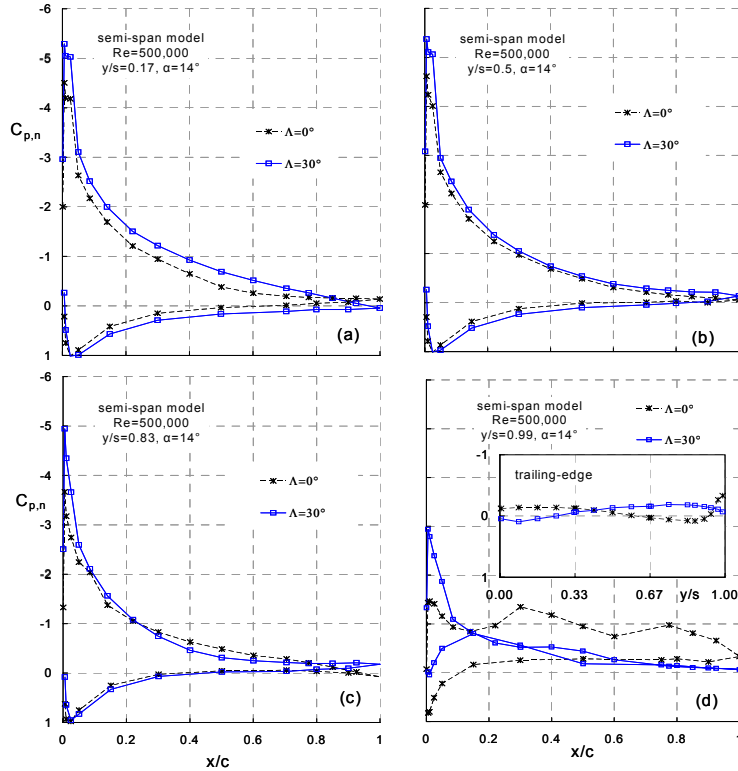 -6
-5
-4
-3
-2
-1
0
1
C_p,n
semi-span model
Re=500,000
y/s=0.17, α=14°
Λ=0°
Λ=30°
(a)
semi-span model
Re=500,000
y/s=0.5, α=14°
Λ=0°
Λ=30°
(b)
-6
-5
-4
-3
-2
-1
0
1
C_p,n
semi-span model
Re=500,000
y/s=0.83, α=14°
Λ=0°
Λ=30°
(c)
0 0.2 0.4 0.6 0.8 1
x/c
semi-span model
Re=500,000
y/s=0.99, α=14°
Λ=0°
Λ=30°
trailing-edge
-1
0
1
0.00 0.33 0.67 y/s 1.00
(d)
0 0.2 0.4 0.6 0.8 1
x/c